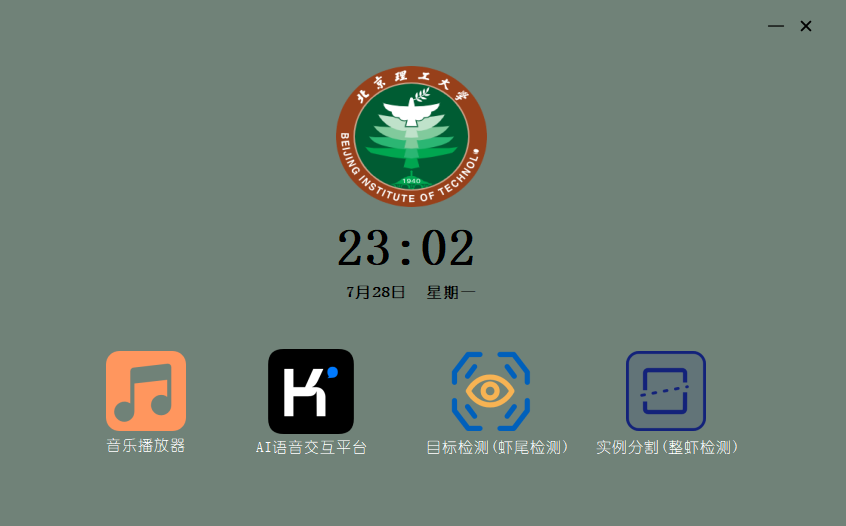 北京理工大学
BEIJING INSTITUTE OF TECHNOL
1940
23:02
7月28日 星期一
音乐播放器
AI语音交互平台
目标检测(虾尾检测)
实例分割(整虾检测)